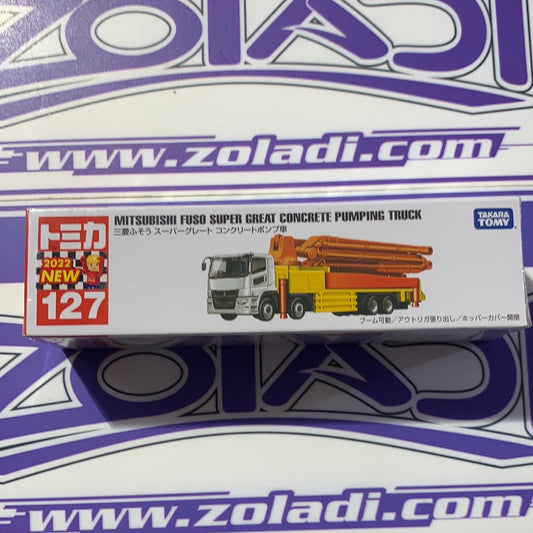 ZOLADI
www.zoladi.com
トミカ
2022
NEW
127
MITSUBISHI FUSO SUPER GREAT CONCRETE PUMPING TRUCK
三菱ふそう スーパーグレート コンクリートポンプ車
TAKARA
TOMY
ブーム可動／アウトリガ張り出し／ホッパーカバー開閉
ZOLADI
www.zoladi.com